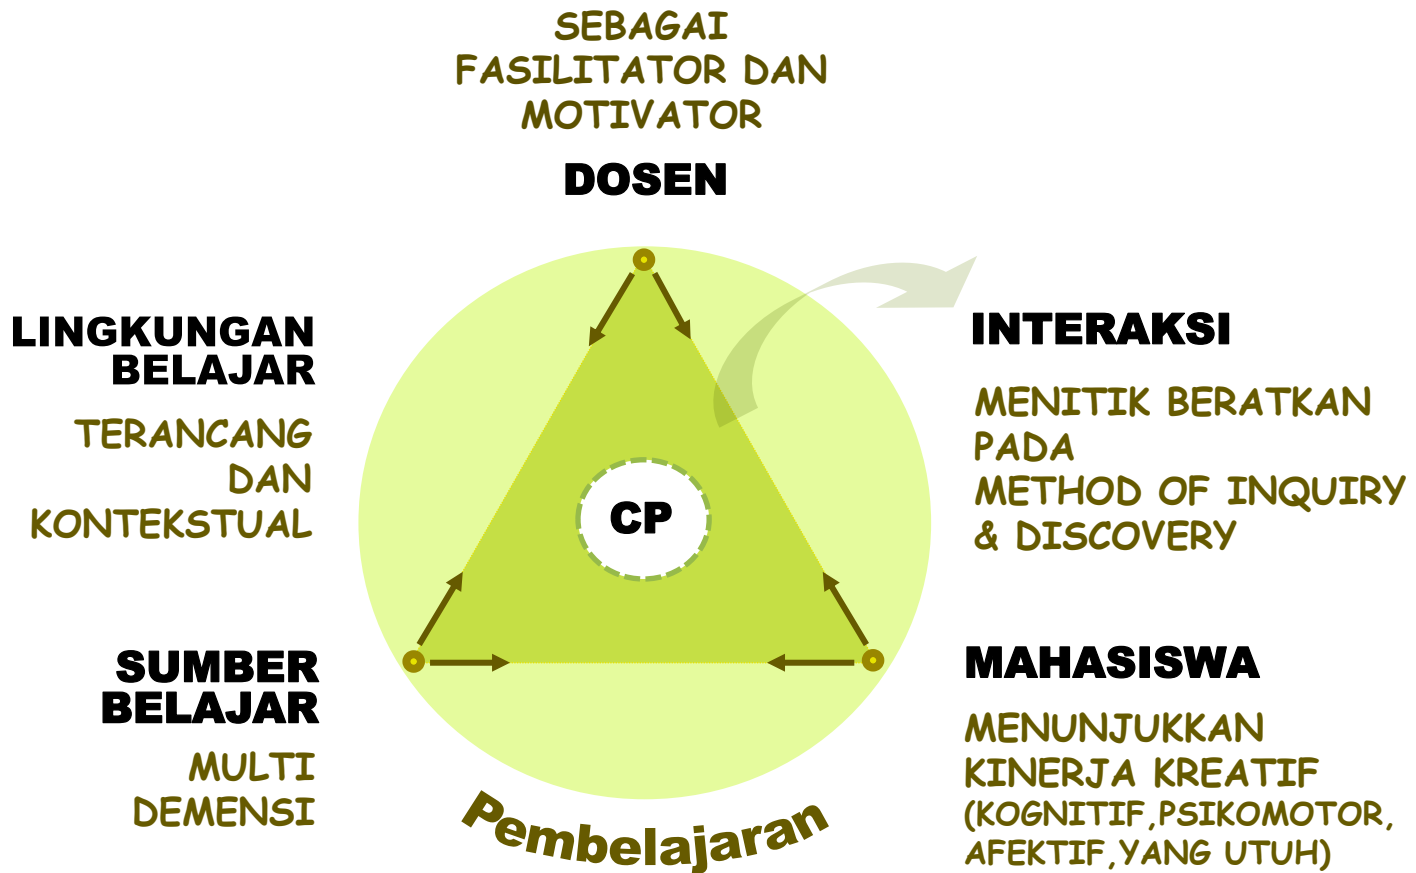 SEBAGAI
FASILITATOR DAN
MOTIVATOR
DOSEN
LINGKUNGAN
BELAJAR
TERANCANG
DAN
KONTEKSTUAL
INTERAKSI
MENITIK BERATKAN
PADA
METHOD OF INQUIRY
& DISCOVERY
CP
SUMBER
BELAJAR
MULTI
DEMENSI
MAHASISWA
MENUNJUKKAN
KINERJA KREATIF
(KOGNITIF,PSIKOMOTOR,
AFEKTIF,YANG UTUH)
Pembelajaran